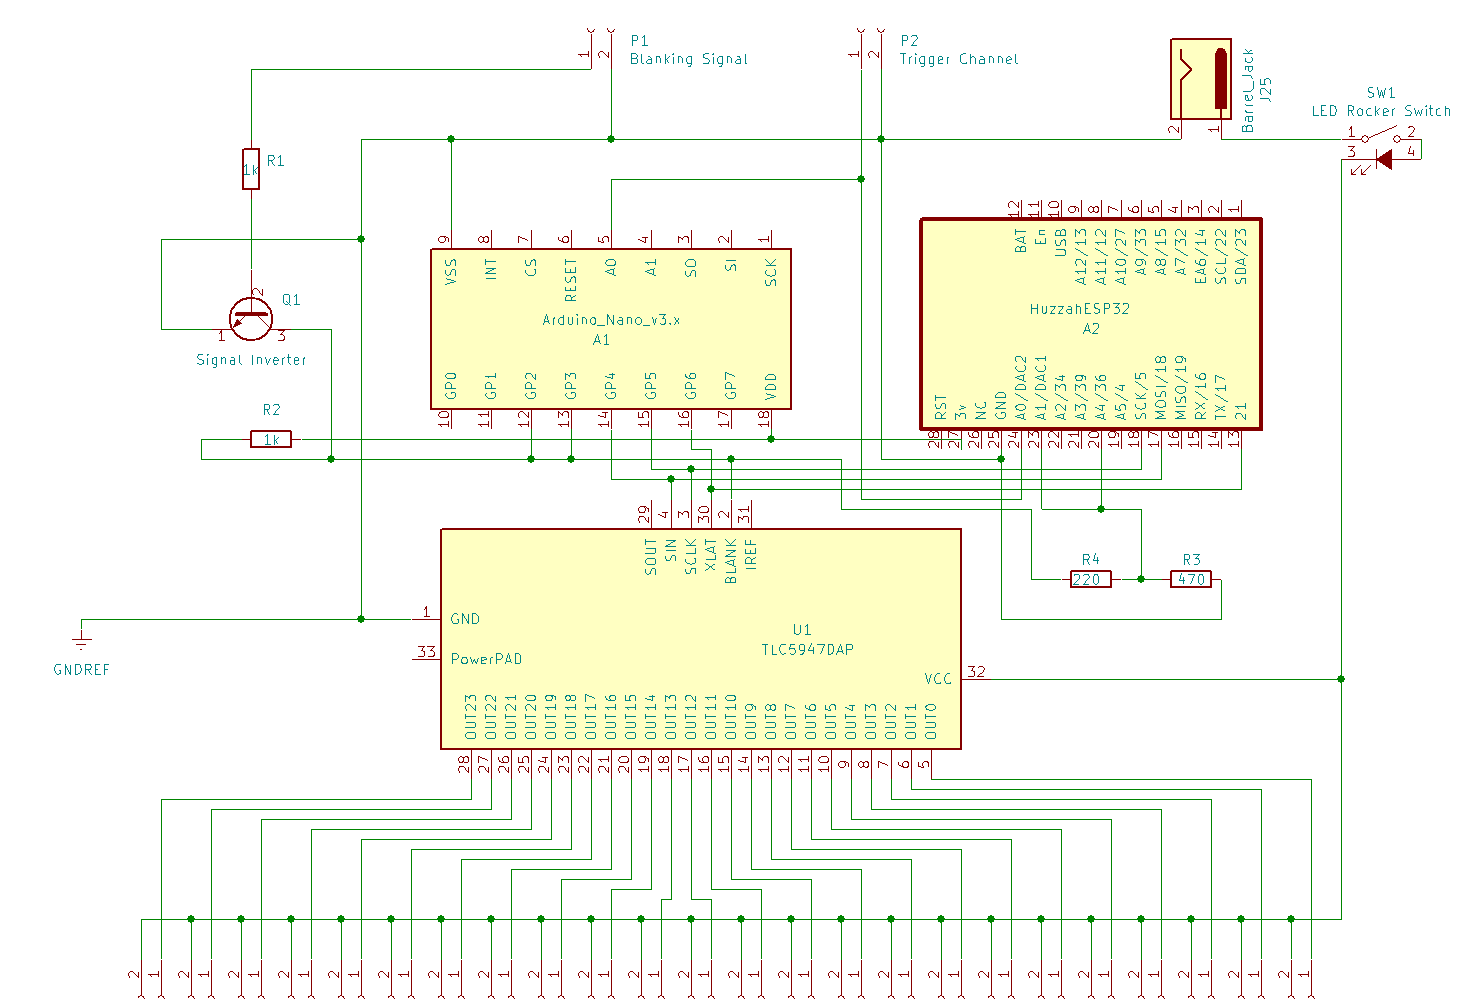 1
2
P1
Blanking Signal
1
2
P2
Trigger Channel
2
1
Barrel_Jack
J25
SW1
LED Rocker Switch
1
2
3
4
R1
1k
2
Q1
1
3
Signal Inverter
R2
1k
9 8 7 6 5 4 3 2 1
VSS INT CS RESET A0 A1 SO SI SCK
Arduino_Nano_v3.x
A1
GP0 GP1 GP2 GP3 GP4 GP5 GP6 GP7 VDD
10 11 12 13 14 15 16 17 18
12 11 10 9 8 7 6 5 4 3 2 1
BAT En USB A12/13 A11/12 A10/27 A9/33 A8/15 A7/32 EA6/14 SCL/22 SDA/23
HuzzahESP32
A2
RST 3v NC GND A0/DAC2 A1/DAC1 A2/34 A3/39 A4/36 A5/4 SCK/5 MOSI/18 MISO/19 RX/16 TX/17 21
28 27 26 25 24 23 22 21 20 19 18 17 16 15 14 13
29 4 3 30 2 31
SOUT SIN SCLK XLAT BLANK IREF
R4
220
R3
470
1
GND
33
PowerPAD
U1
TLC5947DAP
VCC
32
GNDREF
OUT23 OUT22 OUT21 OUT20 OUT19 OUT18 OUT17 OUT16 OUT15 OUT14 OUT13 OUT12 OUT11 OUT10 OUT9 OUT8 OUT7 OUT6 OUT5 OUT4 OUT3 OUT2 OUT1 OUT0
28 27 26 25 24 23 22 21 20 19 18 17 16 15 14 13 12 11 10 9 8 7 6 5
2 1 2 1 2 1 2 1 2 1 2 1 2 1 2 1 2 1 2 1 2 1 2 1 2 1 2 1 2 1 2 1 2 1 2 1 2 1 2 1 2 1 2 1 2 1 2 1